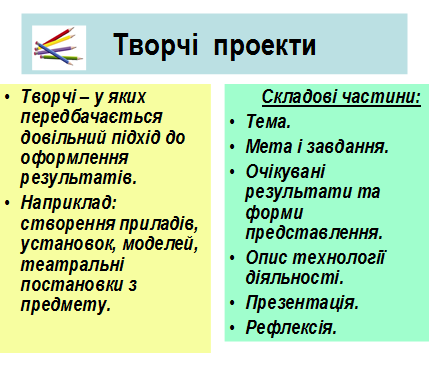 Творчі проекти
• Творчі – у яких
передбачається
довільний підхід до
оформлення
результатів.
• Наприклад:
створення приладів,
установок, моделей,
театральні
постановки з
предмету.
Складові частини:
• Тема.
• Мета і завдання.
• Очікувані
результати та
форми
представлення.
• Опис технології
діяльності.
• Презентація.
• Рефлексія.